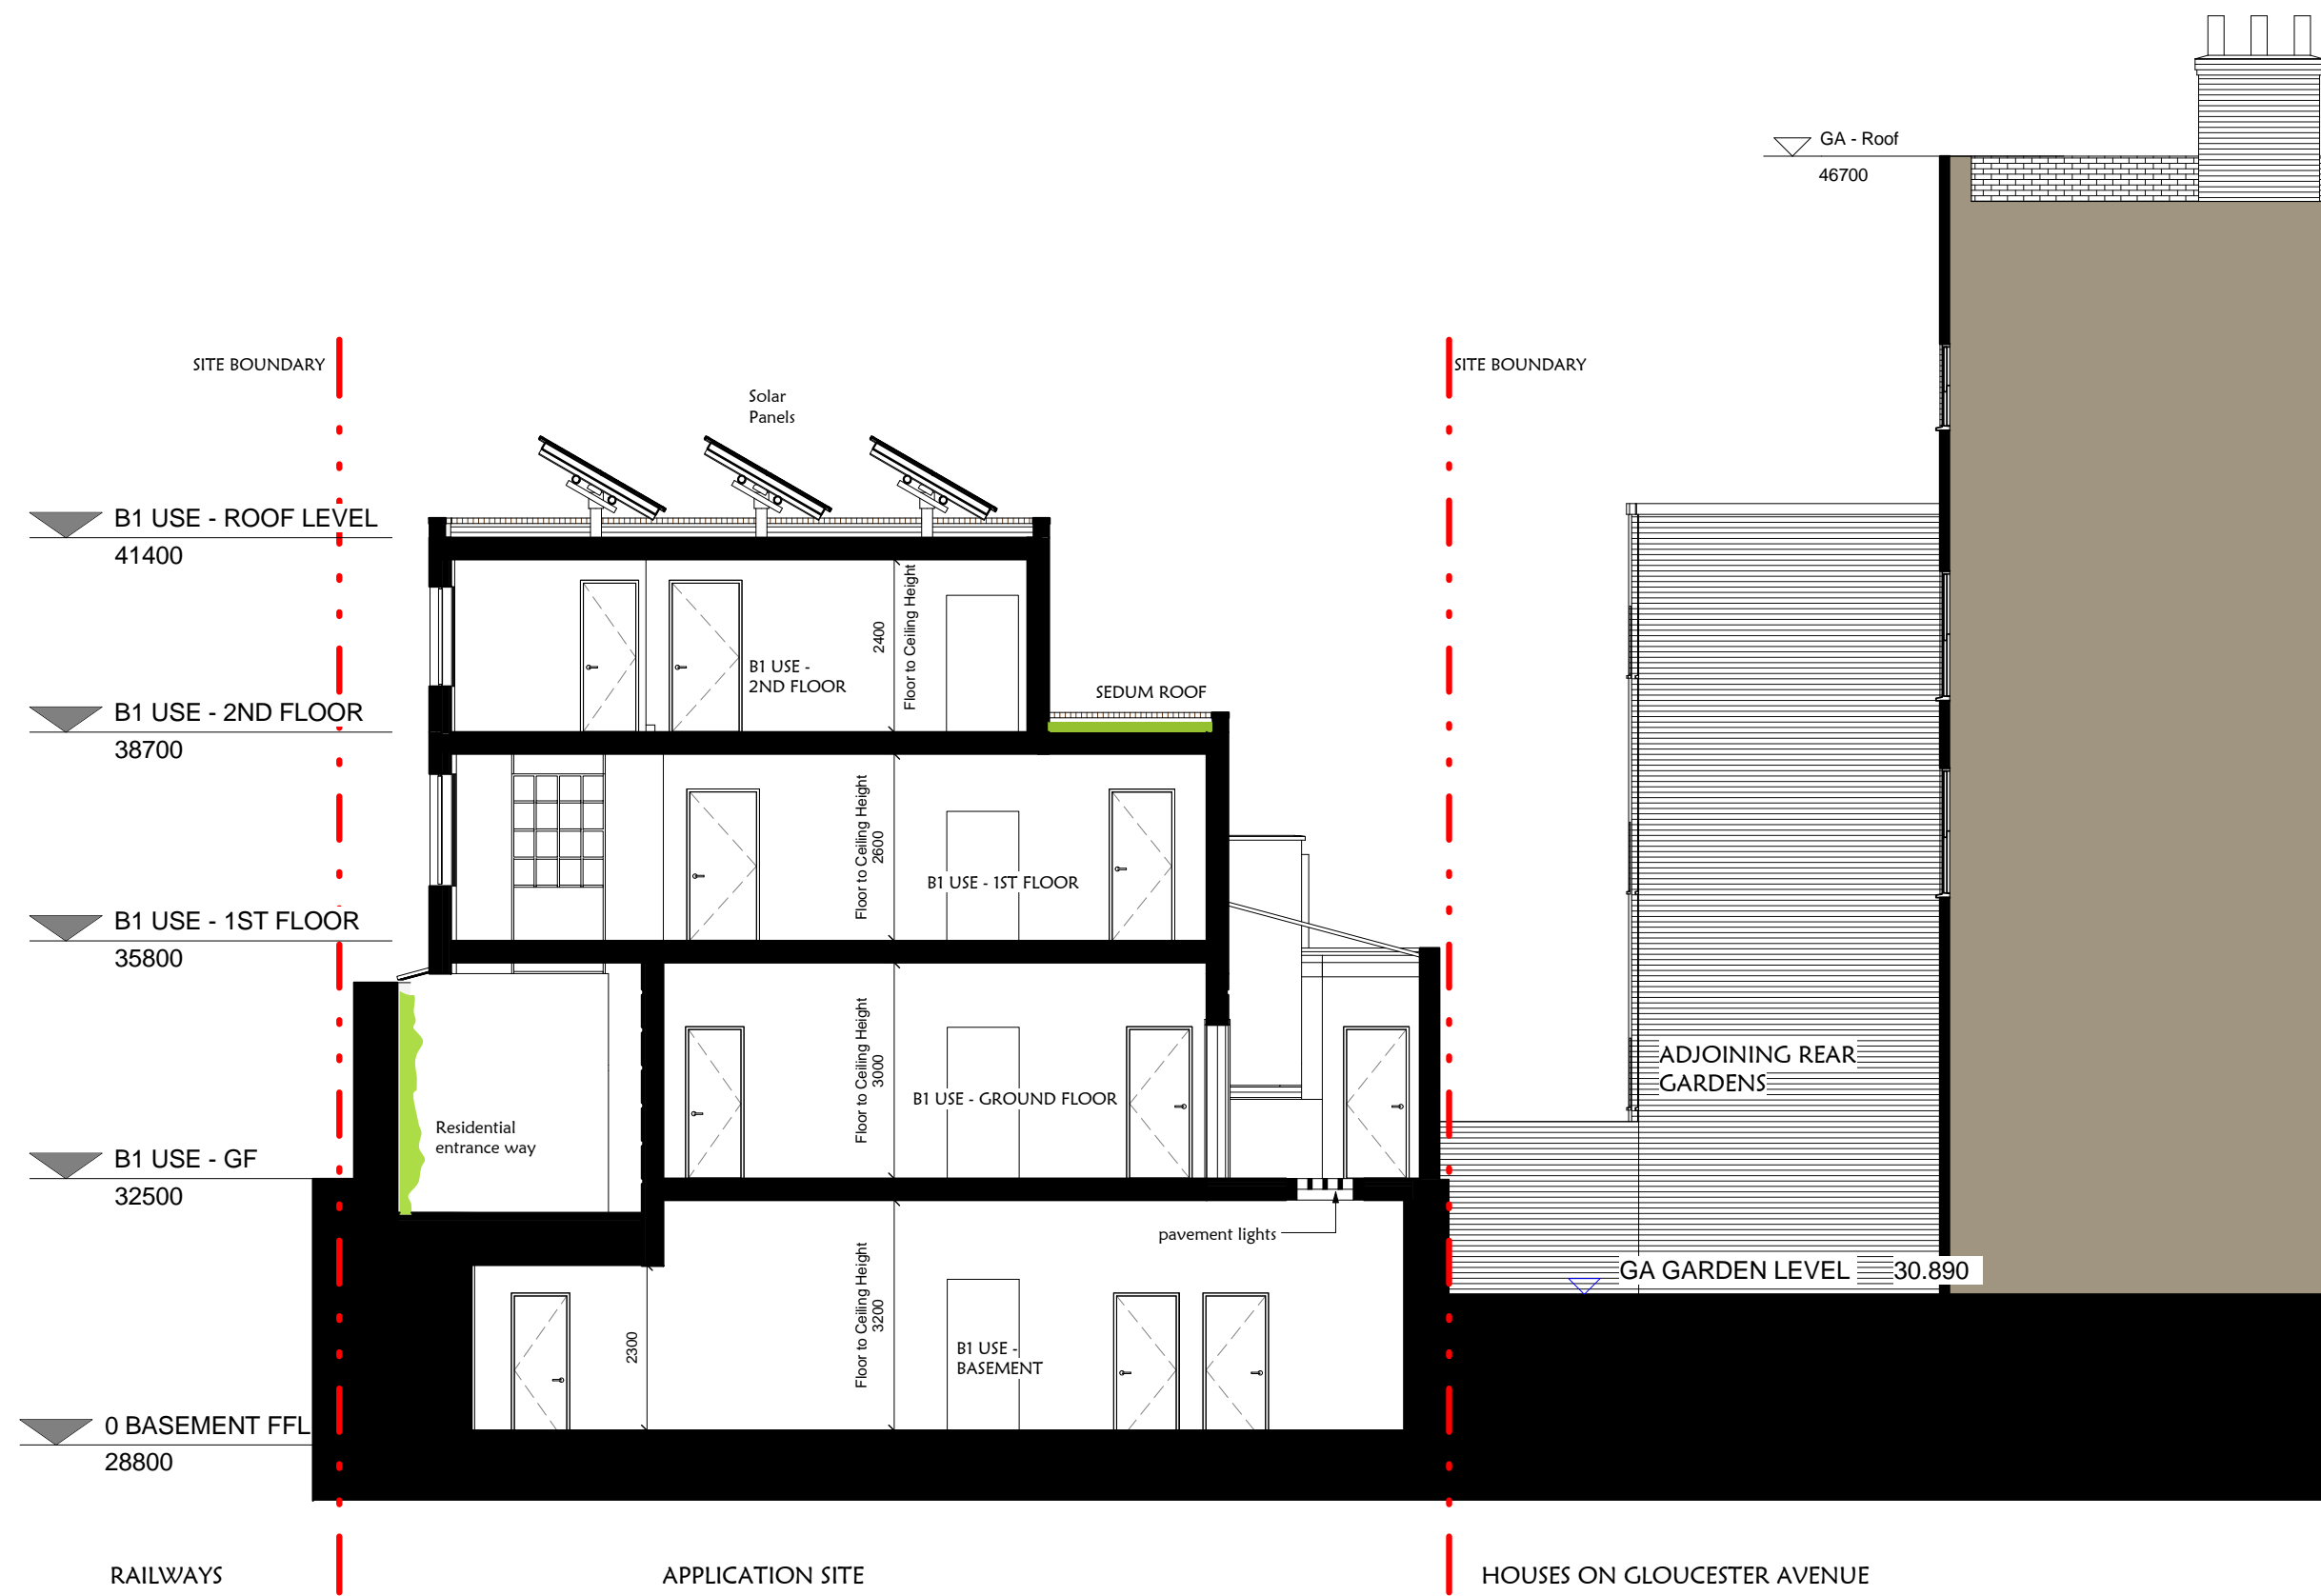 GA - Roof
46700
SITE BOUNDARY
SITE BOUNDARY
Solar
Panels
B1 USE - ROOF LEVEL
41400
2400
Floor to Ceiling Height
B1 USE -
2ND FLOOR
SEDUM ROOF
B1 USE - 2ND FLOOR
38700
Floor to Ceiling Height
2600
B1 USE - 1ST FLOOR
B1 USE - 1ST FLOOR
35800
Floor to Ceiling Height
3000
B1 USE - GROUND FLOOR
ADJOINING REAR
GARDENS
Residential
entrance way
B1 USE - GF
32500
pavement lights
GA GARDEN LEVEL 30.890
2300
Floor to Ceiling Height
3200
B1 USE -
BASEMENT
0 BASEMENT FFL
28800
RAILWAYS
APPLICATION SITE
HOUSES ON GLOUCESTER AVENUE